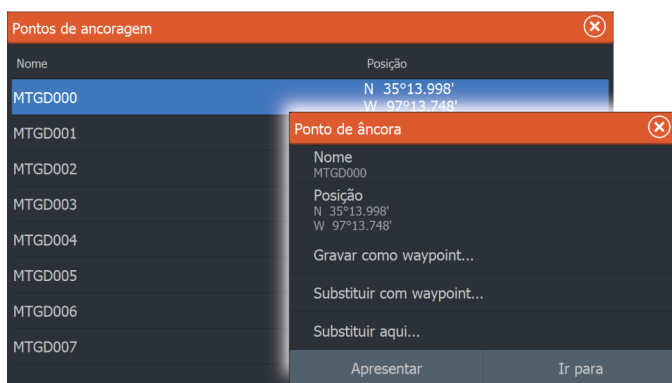 Pontos de ancoragem
Nome Posição
MTGD000 N 35°13.998'
W 97°13.748'
MTGD001
MTGD002
MTGD003
MTGD004
MTGD005
MTGD006
MTGD007
Ponto de âncora
Nome
MTGD000
Posição
N 35°13.998'
W 97°13.748'
Gravar como waypoint...
Substituir com waypoint...
Substituir aqui...
Apresentar Ir para